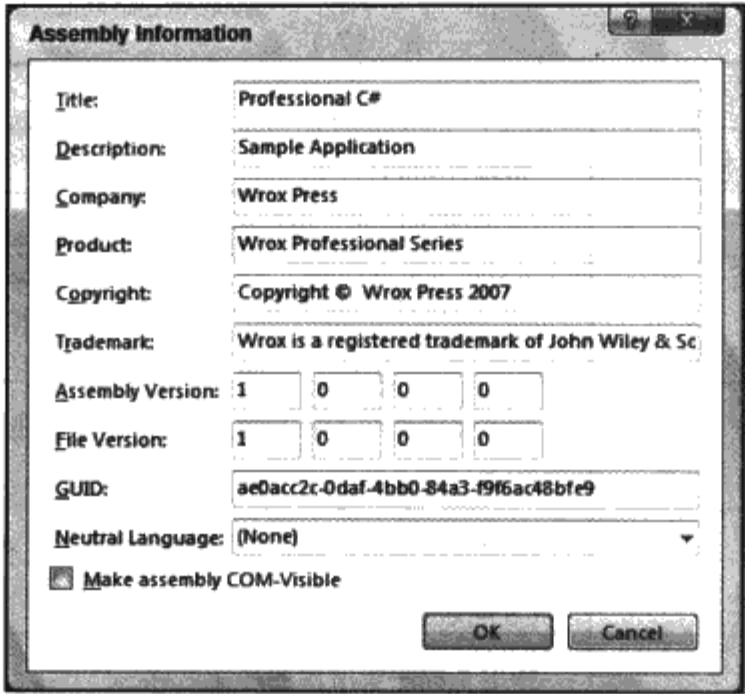 Assembly Information
Title: Professional C#
Description: Sample Application
Company: Wrox Press
Product: Wrox Professional Series
Copyright: Copyright © Wrox Press 2007
Trademark: Wrox is a registered trademark of John Wiley & Sc
Assembly Version: 1 0 0 0
File Version: 1 0 0 0
GUID: ae0acc2c-0daf-4bb0-84a3-f9f6ac48bfe9
Neutral Language: (None)
Make assembly COM-Visible
OK Cancel